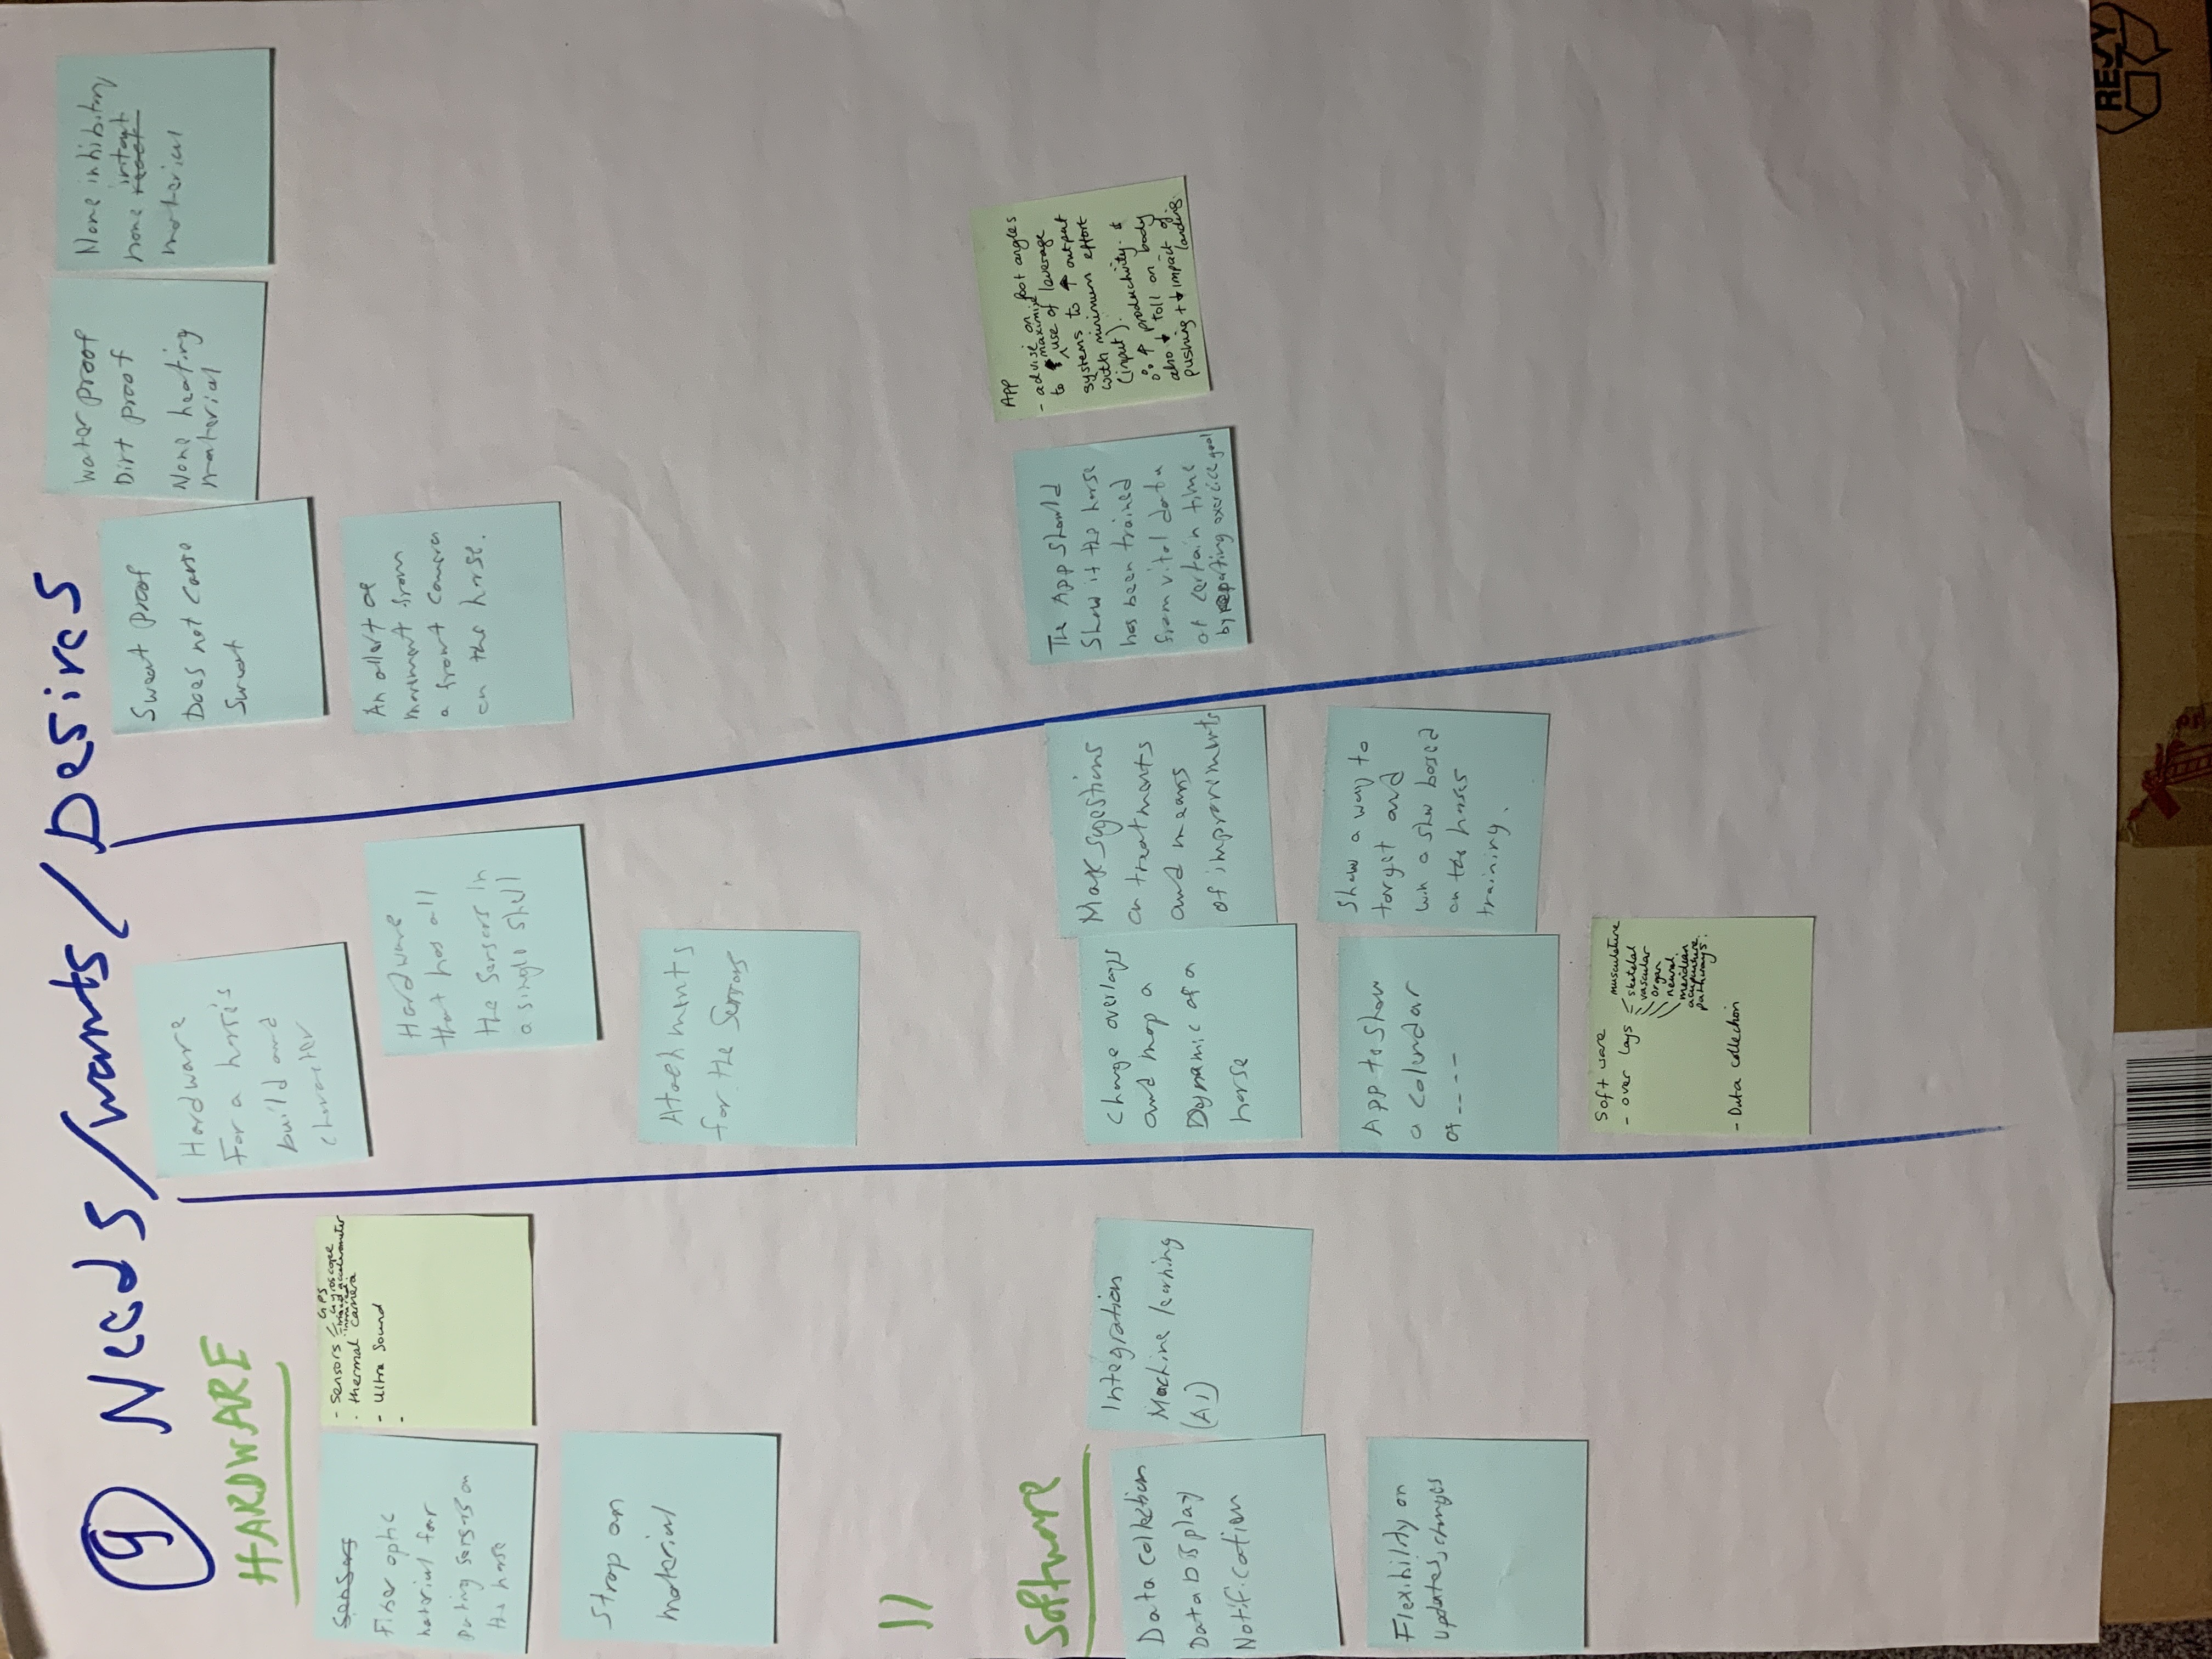 9 Needs/wants/Desires
HARDWARE
Sensors
Fiber optic
material for
puting sensors on
the horse
- Sensors
GPS
Gyroscope
accelerometer
infrared
- thermal camera
- Ultra Sound
-
Strap on
material
Hardware
For a horse's
build and
character
Hardware
that has all
the sensors in
a single shell
Atachments
for the Sensors
Sweat Proof
Does not cause
Sweat
Water proof
Dirt proof
None heating
material
None inhibitory
none
material
An allert of
movment from
a front camera
on the horse.
Software
Data collection
Data Display
Notification
Integration
Machine learning
(AI)
Flexibility on
updates, changes
Change overlays
and map a
Dynamic of a
horse
sugestions
on treatments
and means
of improvements
App to show
a calendar
of ----
Show a way to
target and
win a show based
on the horses
training.
Soft ware
- over lays
musculature
skeletal
vascular
organ
neural.
meridian
acupuncture
pathways.
- Data collection
The App should
show if the horse
has been trained
from vital data
at certain time
by reporting exercice goal
App
- advise on foot angles
to maximise use of leverage
systems to ↑ output
with minimum effort
(input).
∴ ↑ productivity. &
also ↓ toll on body
pushing + ↓ impact of
landing.
RESY